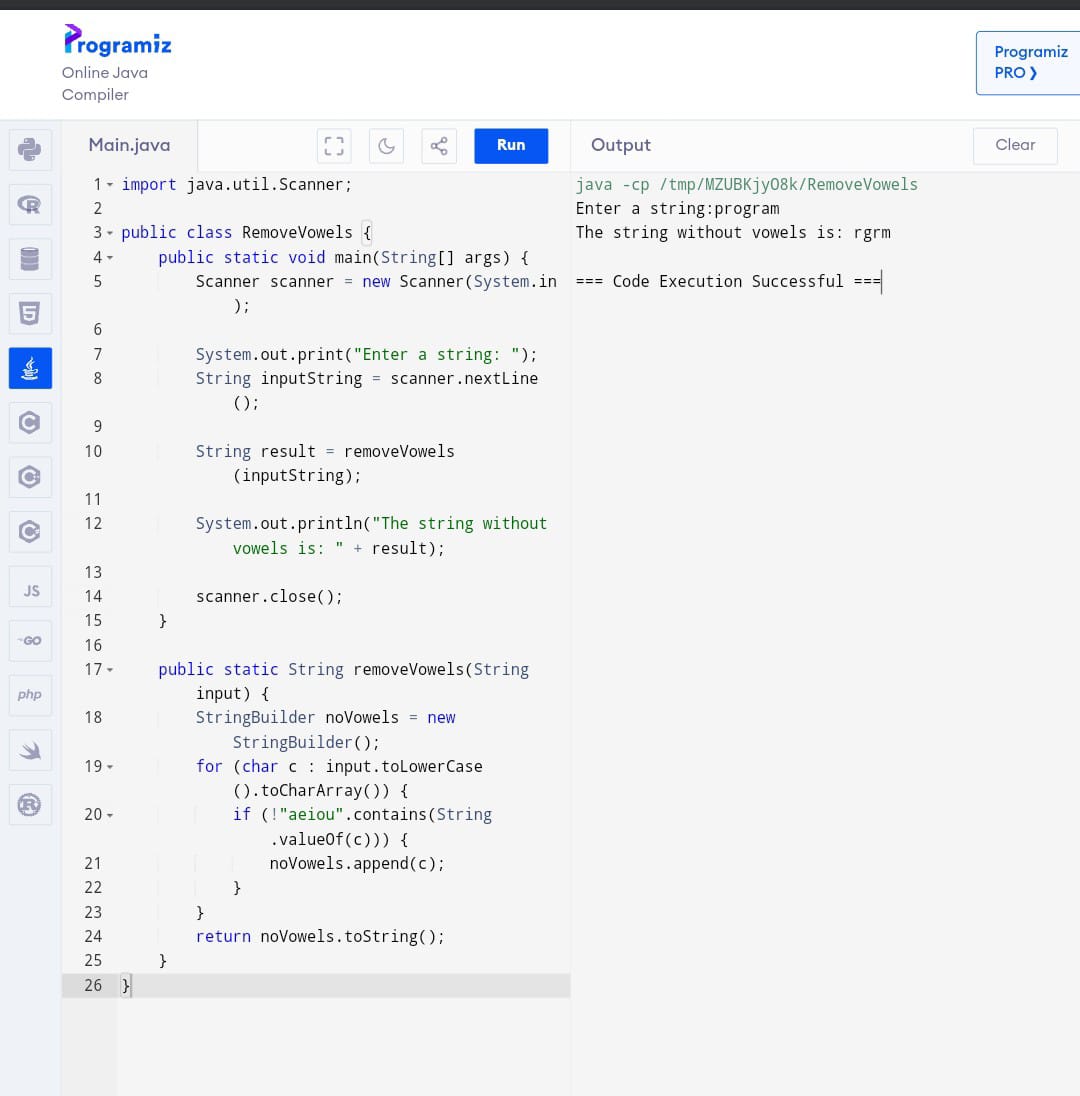 Programiz
Online Java
Compiler
Programiz
PRO ❯
Main.java
Run
Output
Clear
1 import java.util.Scanner;
2
3 public class RemoveVowels {
4 public static void main(String[] args) {
5 Scanner scanner = new Scanner(System.in
);
6
7 System.out.print("Enter a string: ");
8 String inputString = scanner.nextLine
();
9
10 String result = removeVowels
(inputString);
11
12 System.out.println("The string without
vowels is: " + result);
13
14 scanner.close();
15 }
16
17 public static String removeVowels(String
input) {
18 StringBuilder noVowels = new
StringBuilder();
19 for (char c : input.toLowerCase
().toCharArray()) {
20 if (!"aeiou".contains(String
.valueOf(c))) {
21 noVowels.append(c);
22 }
23 }
24 return noVowels.toString();
25 }
26 }
java -cp /tmp/MZUBKjyO8k/RemoveVowels
Enter a string:program
The string without vowels is: rgrm
=== Code Execution Successful ===
R
5
C
C
C
JS
GO
php
R